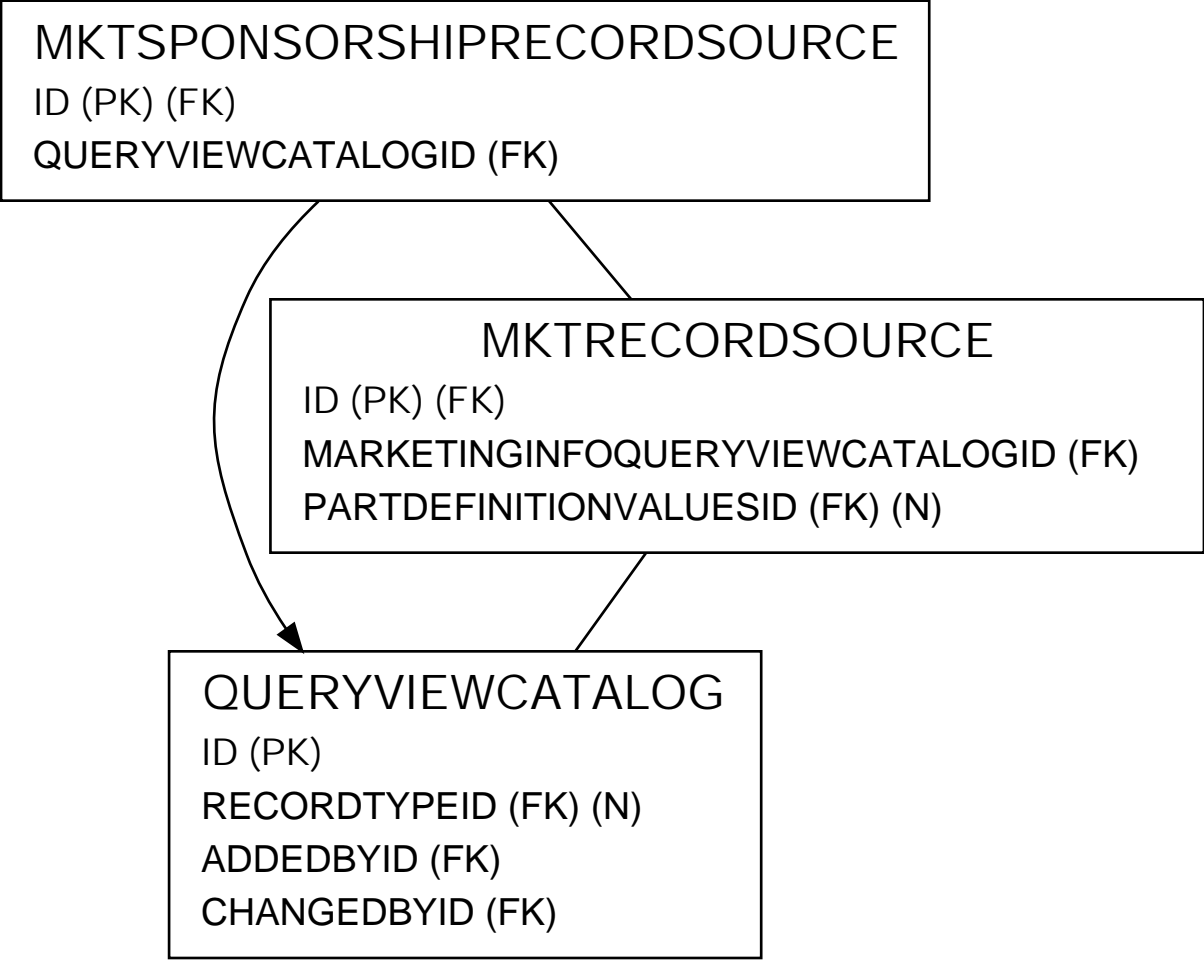 MKTSPONSORSHIPRECORDSOURCE
ID (PK) (FK)
QUERYVIEWCATALOGID (FK)
MKTRECORDSOURCE
ID (PK) (FK)
MARKETINGINFOQUERYVIEWCATALOGID (FK)
PARTDEFINITIONVALUESID (FK) (N)
QUERYVIEWCATALOG
ID (PK)
RECORDTYPEID (FK) (N)
ADDEDBYID (FK)
CHANGEDBYID (FK)